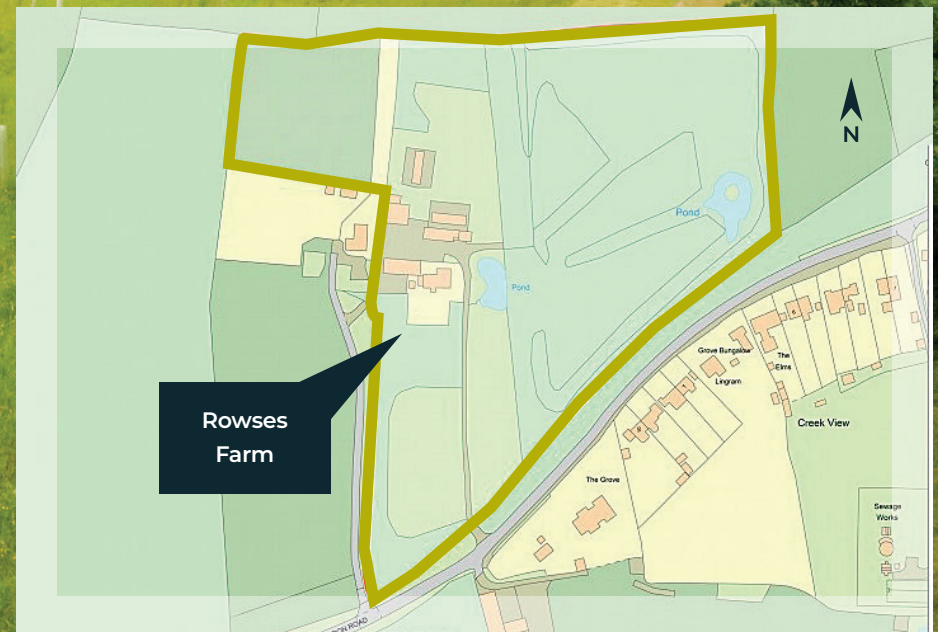 N
Pond
Pond
Rowses
Farm
Grove Bungalow
Lingram
The
Elms
Creek View
The Grove
Sewage
Works
ROAD